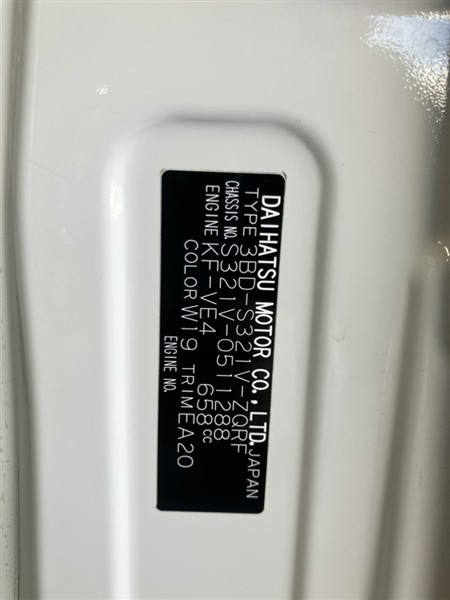 DAIHATSU MOTOR CO.,LTD.JAPAN
TYPE 3BD-S321V-ZQRF
CHASSIS NO. S321V-0511288
ENGINE KF-VE4 658cc
COLOR W19 TRIM EA20
ENGINE NO.